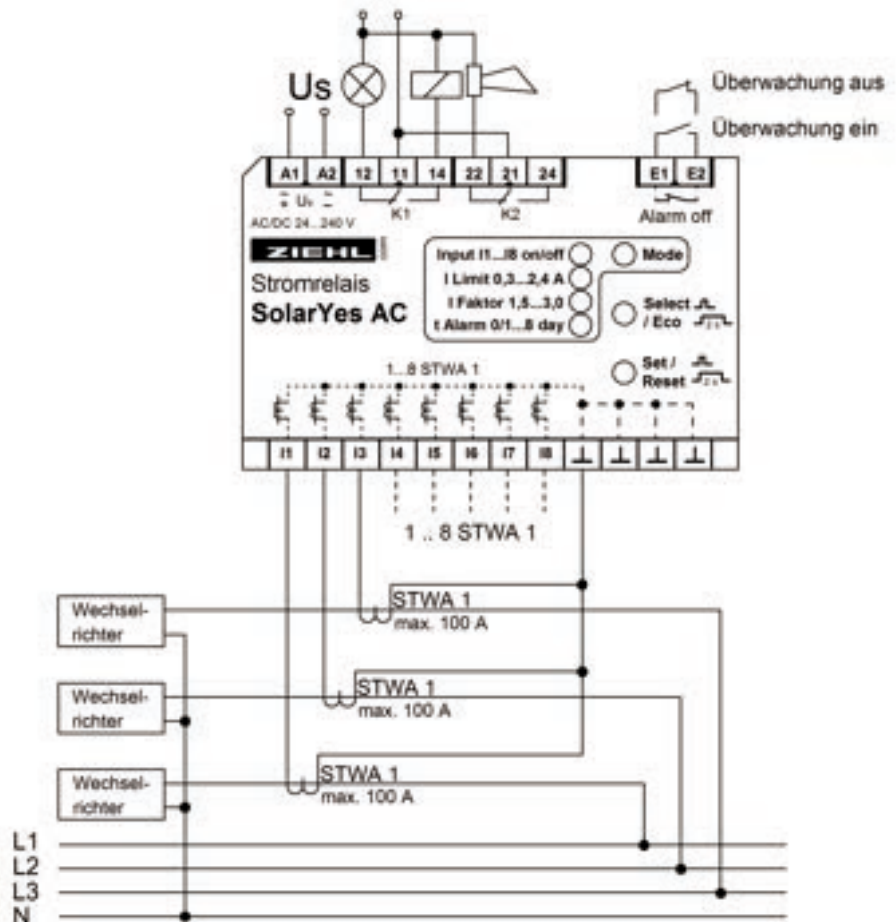 Us
Überwachung aus
Überwachung ein
A1 A2 12 11 14 22 21 24 E1 E2
Us
K1
K2
Alarm off
AC/DC 24...240 V
ZIEHL
Stromrelais
SolarYes AC
Input I1...I8 on/off
I Limit 0,3...2,4 A
I Faktor 1,5...3,0
t Alarm 0/1...8 day
Mode
Select
/ Eco
Set /
Reset
1...8 STWA 1
I1 I2 I3 I4 I5 I6 I7 I8
1 .. 8 STWA 1
Wechsel-
richter
STWA 1
max. 100 A
Wechsel-
richter
STWA 1
max. 100 A
Wechsel-
richter
STWA 1
max. 100 A
L1
L2
L3
N